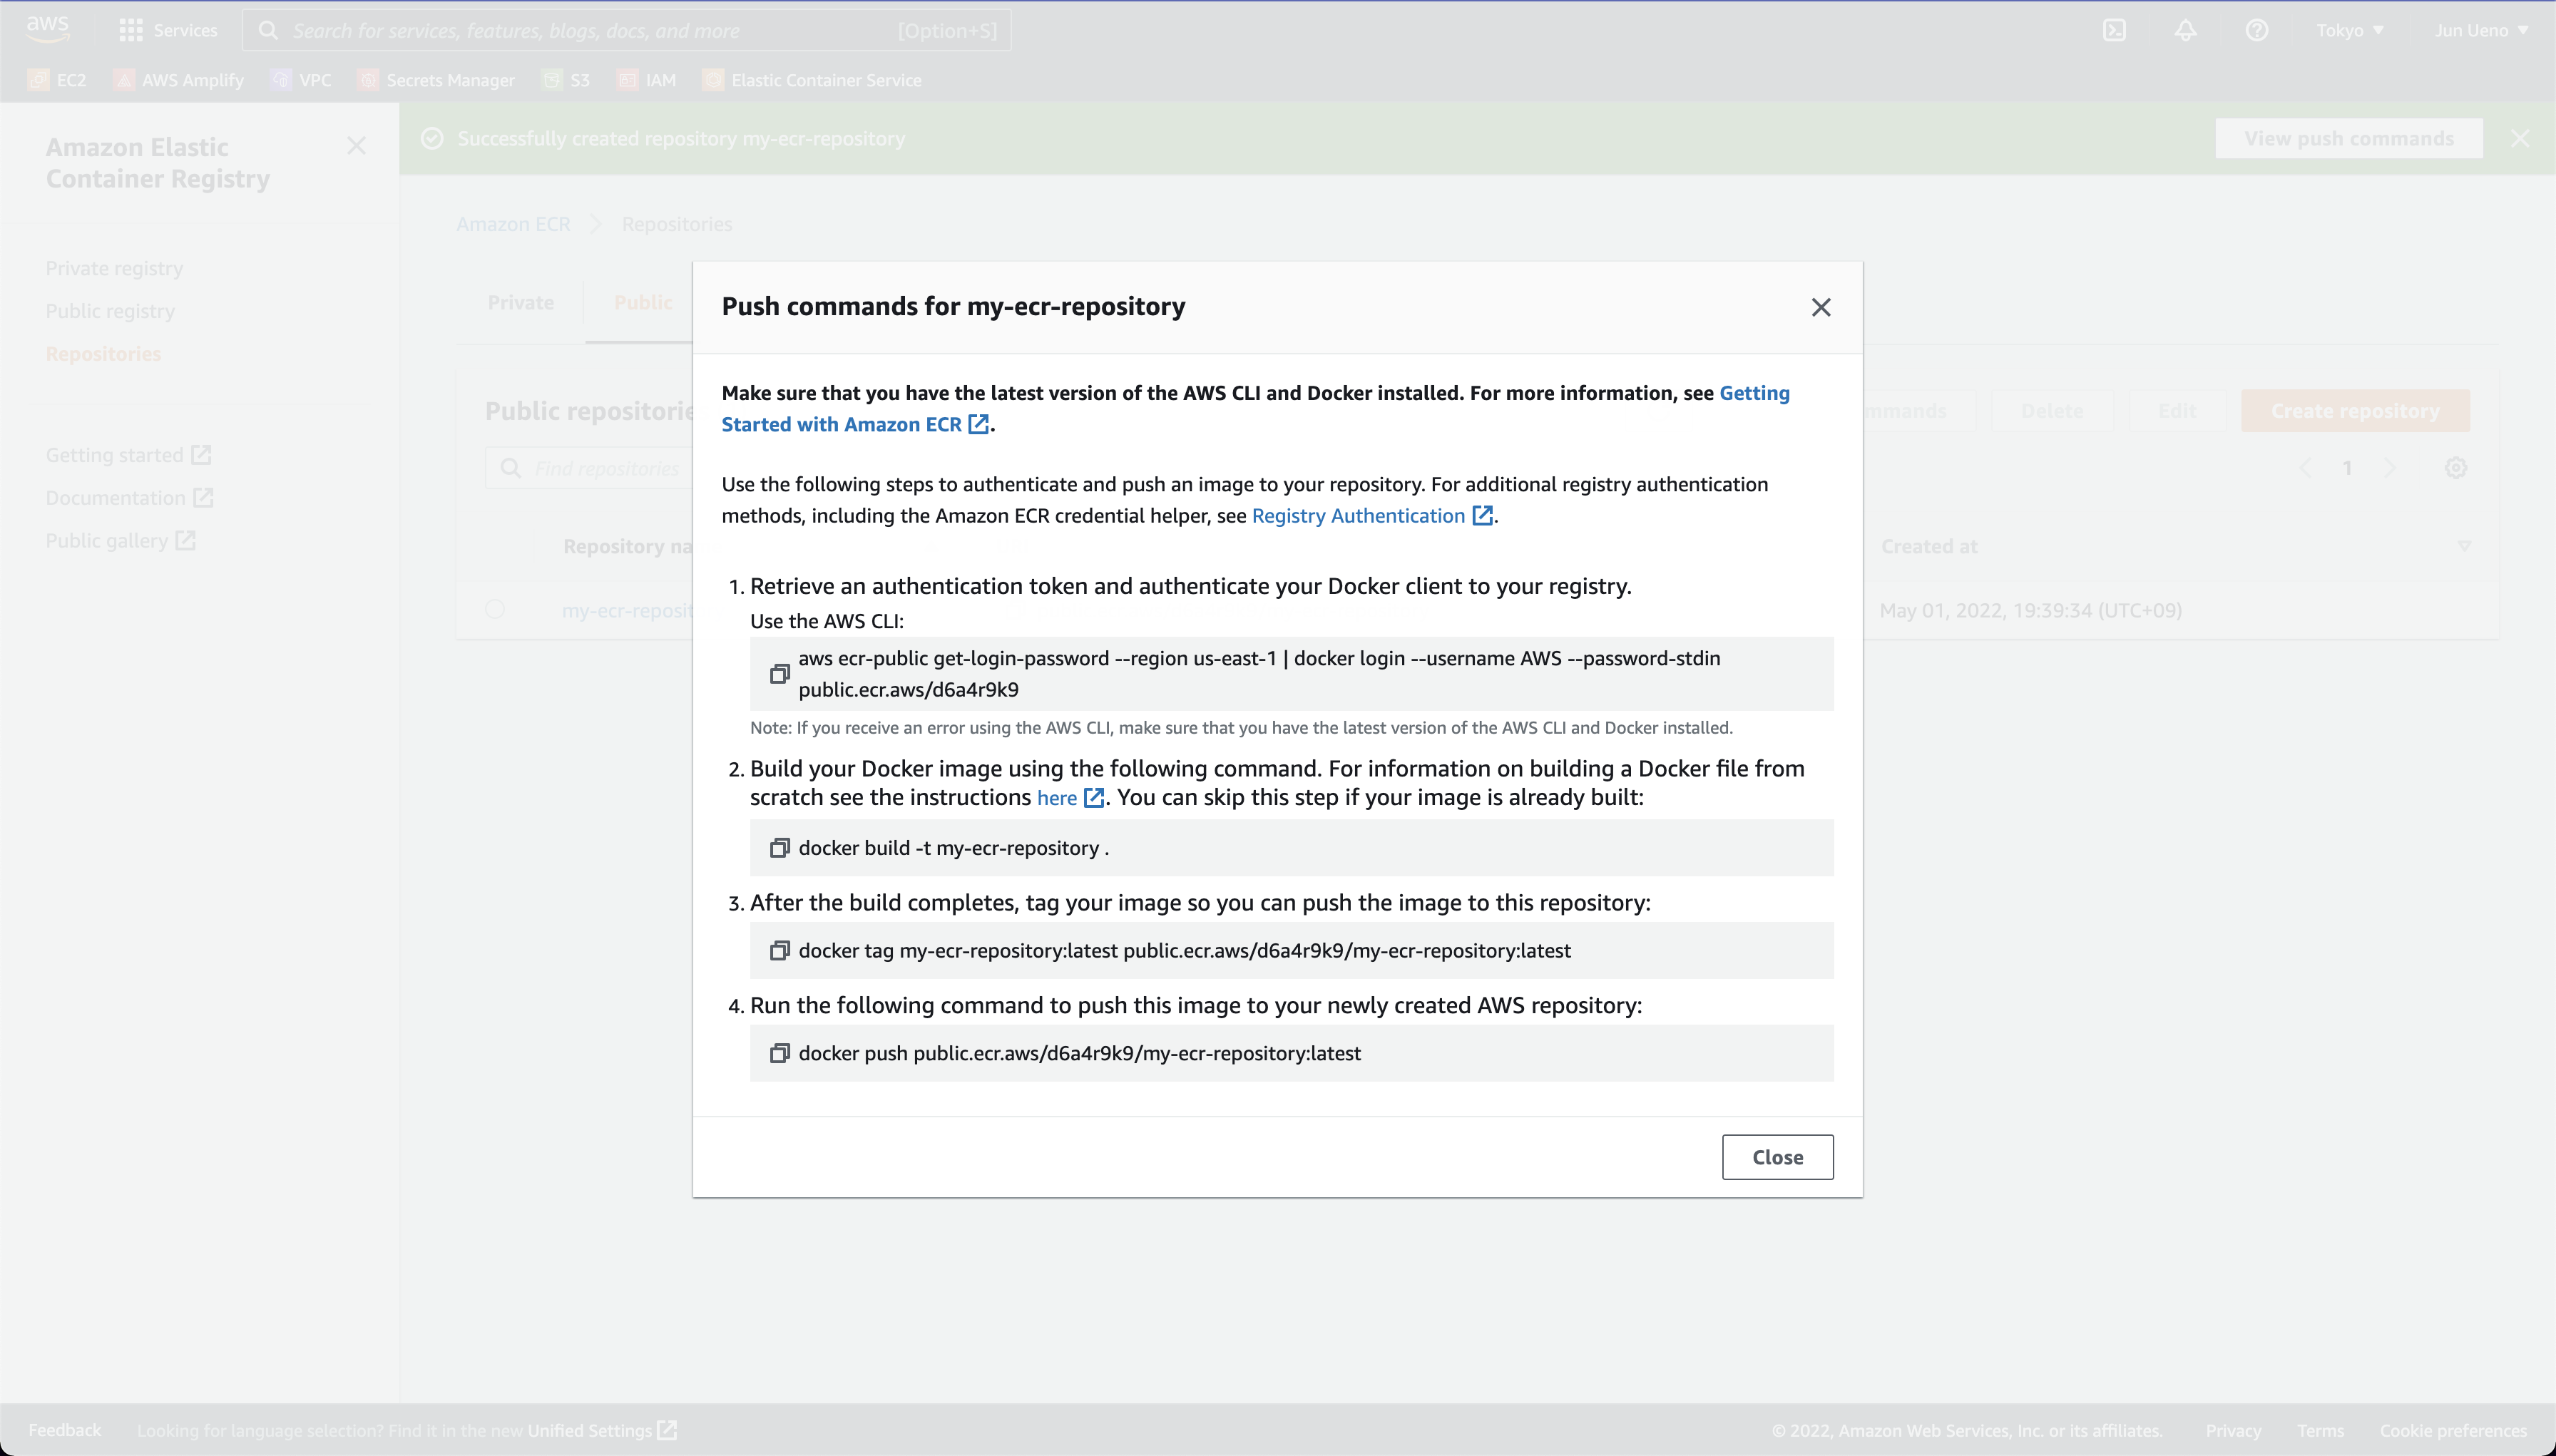 aws
Services
Search for services, features, blogs, docs, and more
[Option+S]
Tokyo
Jun Ueno
EC2
AWS Amplify
VPC
Secrets Manager
S3
IAM
Elastic Container Service
Amazon Elastic
Container Registry
Private registry
Public registry
Repositories
Getting started
Documentation
Public gallery
Successfully created repository my-ecr-repository
View push commands
Amazon ECR
Repositories
Private
Public
Public repositorie
mmands
Delete
Edit
Create repository
Find repositories
1
Repository na
Created at
my-ecr-reposit
May 01, 2022, 19:39:34 (UTC+09)
Push commands for my-ecr-repository
Make sure that you have the latest version of the AWS CLI and Docker installed. For more information, see Getting
Started with Amazon ECR.
Use the following steps to authenticate and push an image to your repository. For additional registry authentication
methods, including the Amazon ECR credential helper, see Registry Authentication.
1. Retrieve an authentication token and authenticate your Docker client to your registry.
Use the AWS CLI:
aws ecr-public get-login-password --region us-east-1 | docker login --username AWS --password-stdin
public.ecr.aws/d6a4r9k9
Note: If you receive an error using the AWS CLI, make sure that you have the latest version of the AWS CLI and Docker installed.
2. Build your Docker image using the following command. For information on building a Docker file from
scratch see the instructions here. You can skip this step if your image is already built:
docker build -t my-ecr-repository .
3. After the build completes, tag your image so you can push the image to this repository:
docker tag my-ecr-repository:latest public.ecr.aws/d6a4r9k9/my-ecr-repository:latest
4. Run the following command to push this image to your newly created AWS repository:
docker push public.ecr.aws/d6a4r9k9/my-ecr-repository:latest
Close
Feedback
Looking for language selection? Find it in the new Unified Settings
© 2022, Amazon Web Services, Inc. or its affiliates.
Privacy
Terms
Cookie preferences